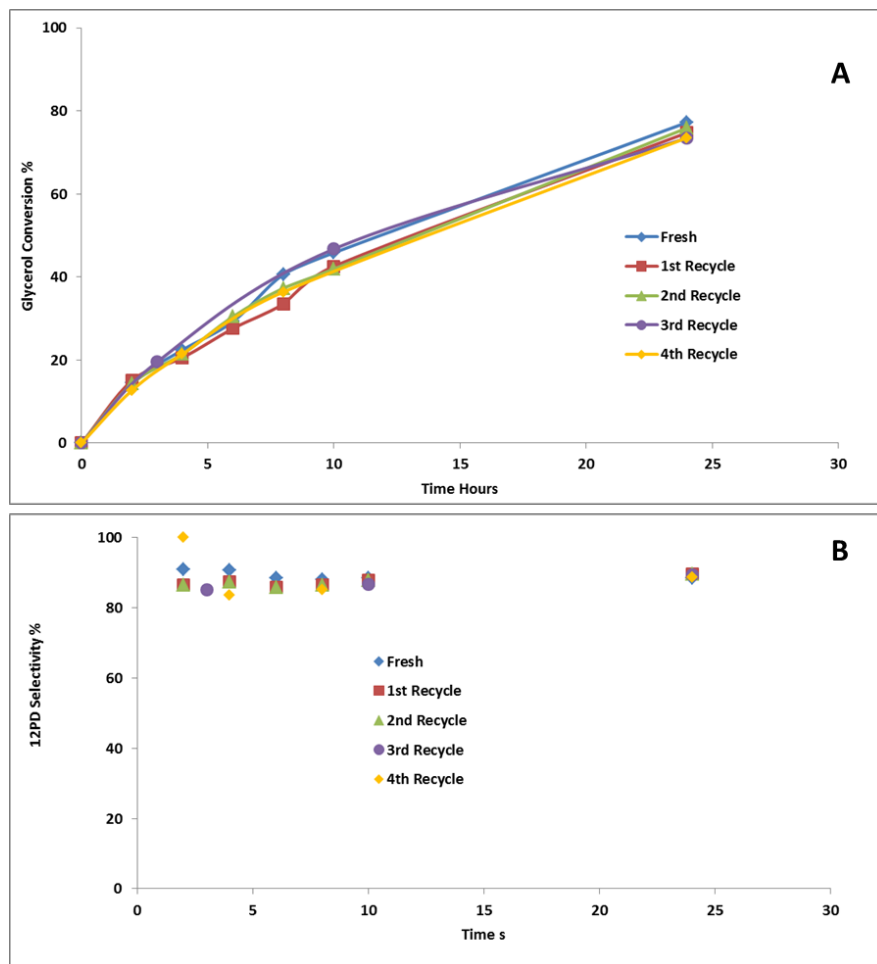 A
100
80
60
40
20
0
Glycerol Conversion %
Fresh
1st Recycle
2nd Recycle
3rd Recycle
4th Recycle
0 5 10 15 20 25 30
Time Hours
B
100
80
60
40
20
0
12PD Selectivity %
Fresh
1st Recycle
2nd Recycle
3rd Recycle
4th Recycle
0 5 10 15 20 25 30
Time s